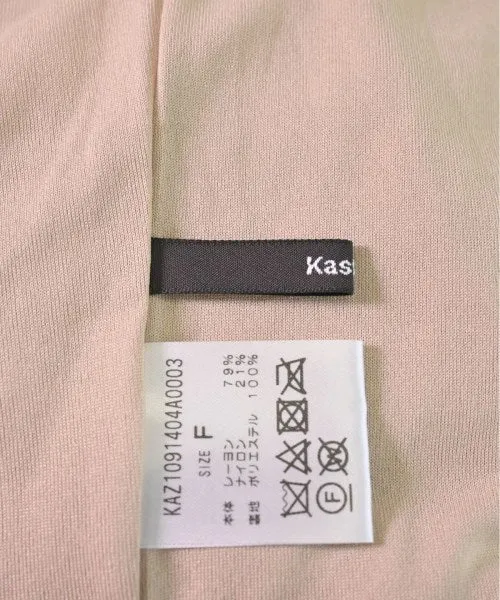 Kas
KAZ1091404A0003
SIZE F
本体 レーヨン 79%
ナイロン 21%
裏地 ポリエステル 100%
F